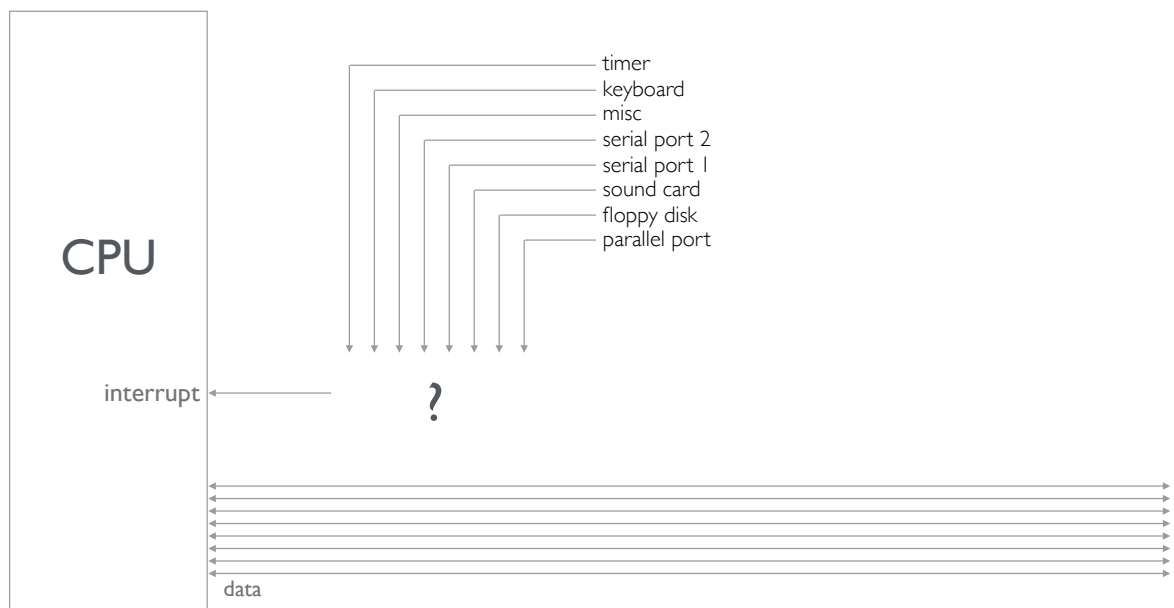 timer
keyboard
misc
serial port 2
serial port 1
sound card
floppy disk
parallel port
CPU
interrupt
?
data